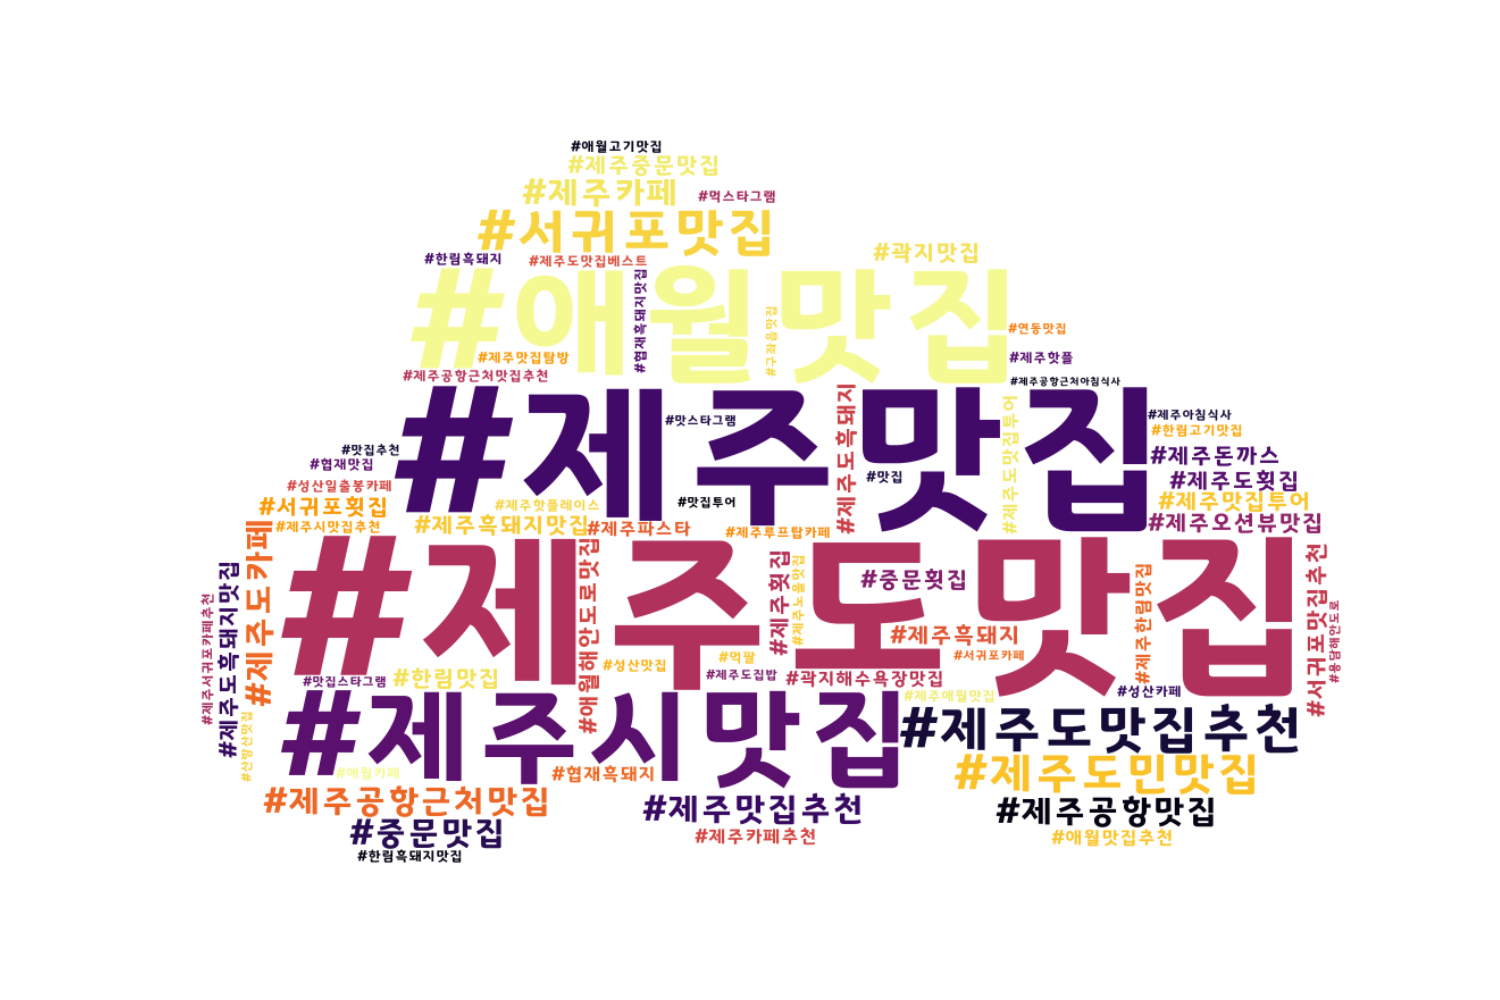 #애월고기맛집
#제주중문맛집
#제주카페
#먹스타그램
#서귀포맛집
#곽지맛집
#한림흑돼지
#제주도맛집베스트
#애월맛집
#협재흑돼지맛집
#구좌읍맛집
#연동맛집
#제주맛집탐방
#제주핫플
#제주공항근처맛집추천
#제주공항근처아침식사
#제주맛집
#맛스타그램
#제주도흑돼지
#제주도맛집투어
#제주아침식사
#한림고기맛집
#맛집추천
#제주돈까스
#협재맛집
#맛집
#제주도횟집
#성산일출봉카페
#서귀포횟집
#제주핫플레이스
#맛집투어
#제주맛집투어
#제주시맛집추천
#제주흑돼지맛집
#제주파스타
#제주루프탑카페
#제주오션뷰맛집
#제주도카페
#제주도맛집
#애월해안도로맛집
#제주횟집
#제주노을맛집
#중문횟집
#제주한림맛집
#서귀포맛집추천
#제주도흑돼지맛집
#제주서귀포카페추천
#용담해안도로
#제주흑돼지
#서귀포카페
#먹팔
#성산맛집
#한림맛집
#맛집스타그램
#제주도집밥
#곽지해수욕장맛집
#성산카페
#제주애월맛집
#산방산맛집
#제주시맛집
#제주도맛집추천
#애월카페
#협재흑돼지
#제주도민맛집
#제주공항근처맛집
#제주맛집추천
#제주공항맛집
#중문맛집
#제주카페추천
#애월맛집추천
#한림흑돼지맛집